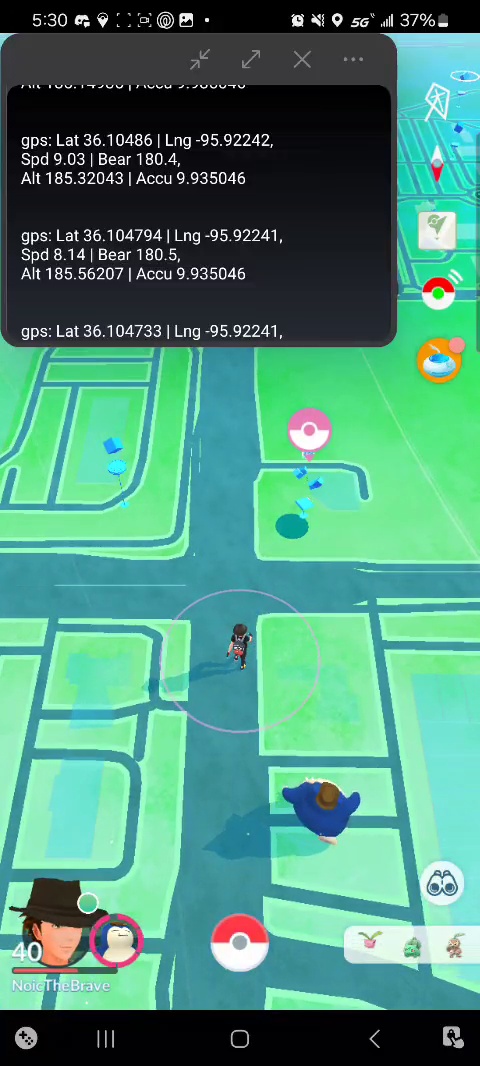 5:30
5G
37%
gps: Lat 36.10486 | Lng -95.92242,
Spd 9.03 | Bear 180.4,
Alt 185.32043 | Accu 9.935046
gps: Lat 36.104794 | Lng -95.92241,
Spd 8.14 | Bear 180.5,
Alt 185.56207 | Accu 9.935046
gps: Lat 36.104733 | Lng -95.92241,
40
NoicTheBrave